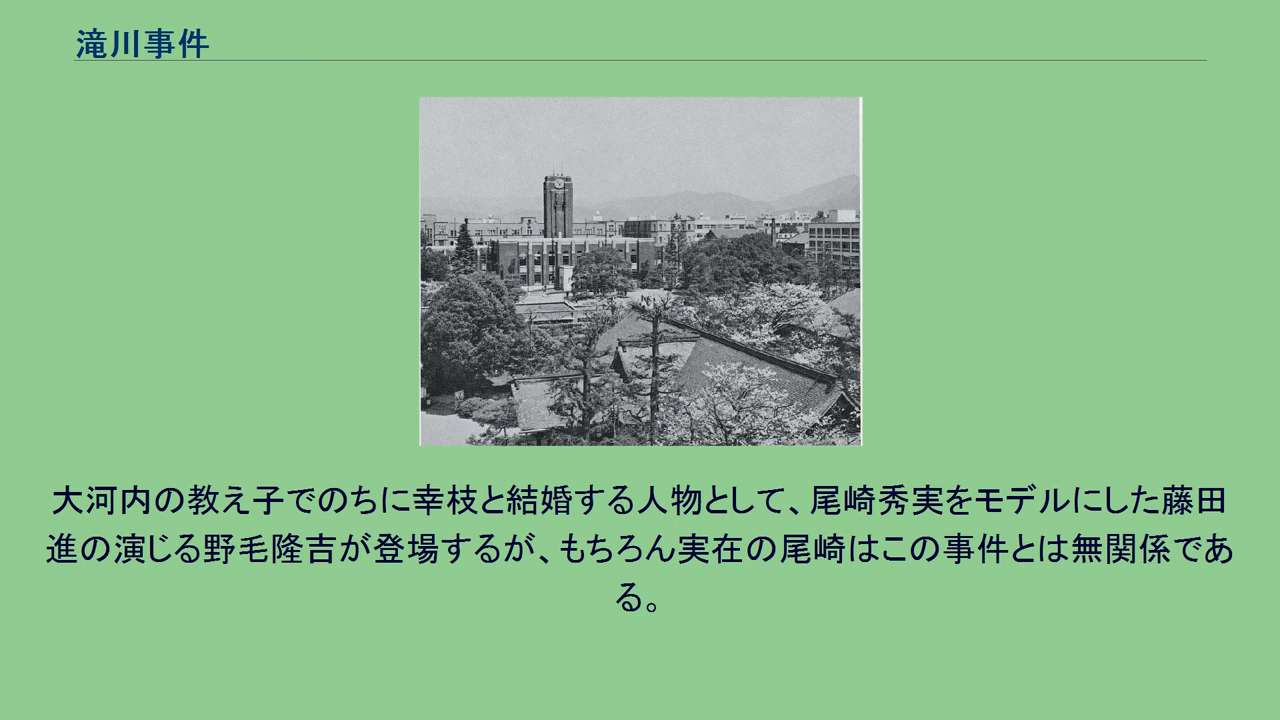 滝川事件
大河内の教え子でのちに幸枝と結婚する人物として、尾崎秀実をモデルにした藤田
進の演じる野毛隆吉が登場するが、もちろん実在の尾崎はこの事件とは無関係であ
る。